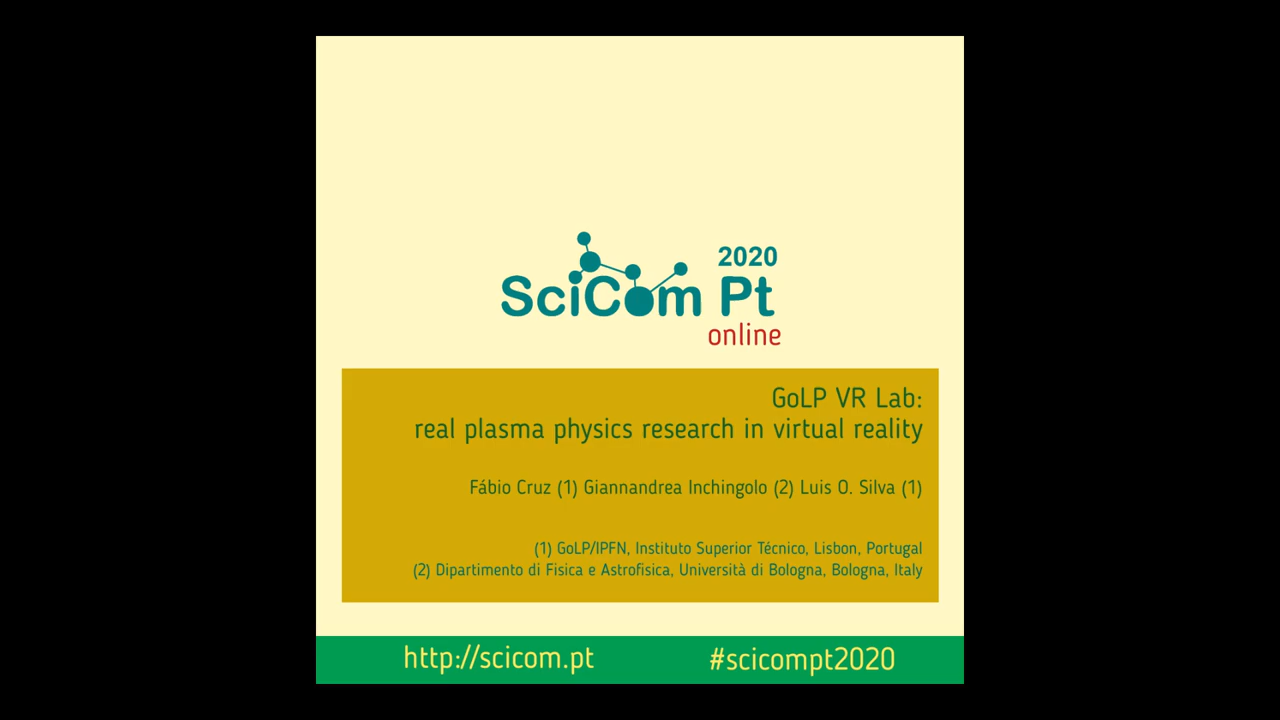 2020
SciCom Pt
online
GoLP VR Lab:
real plasma physics research in virtual reality
Fábio Cruz (1) Giannandrea Inchingolo (2) Luis O. Silva (1)
(1) GoLP/IPFN, Instituto Superior Técnico, Lisbon, Portugal
(2) Dipartimento di Fisica e Astrofisica, Università di Bologna, Bologna, Italy
http://scicom.pt #scicompt2020